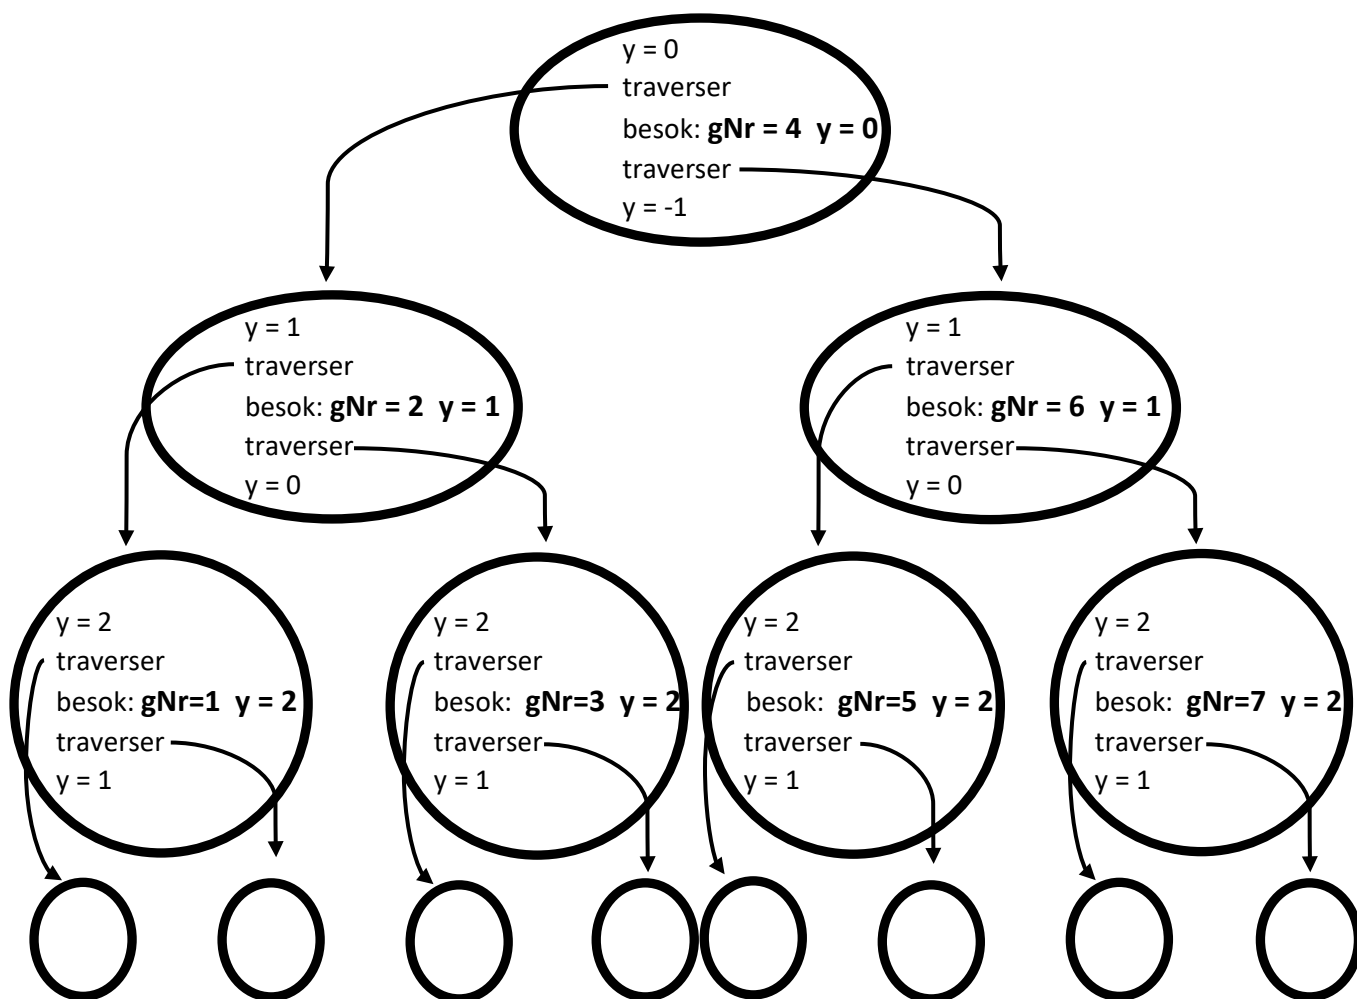 y = 0
traverser
besok: gNr = 4 y = 0
traverser
y = -1
y = 1
traverser
besok: gNr = 2 y = 1
traverser
y = 0
y = 1
traverser
besok: gNr = 6 y = 1
traverser
y = 0
y = 2
traverser
besok: gNr=1 y = 2
traverser
y = 1
y = 2
traverser
besok: gNr=3 y = 2
traverser
y = 1
y = 2
traverser
besok: gNr=5 y = 2
traverser
y = 1
y = 2
traverser
besok: gNr=7 y = 2
traverser
y = 1